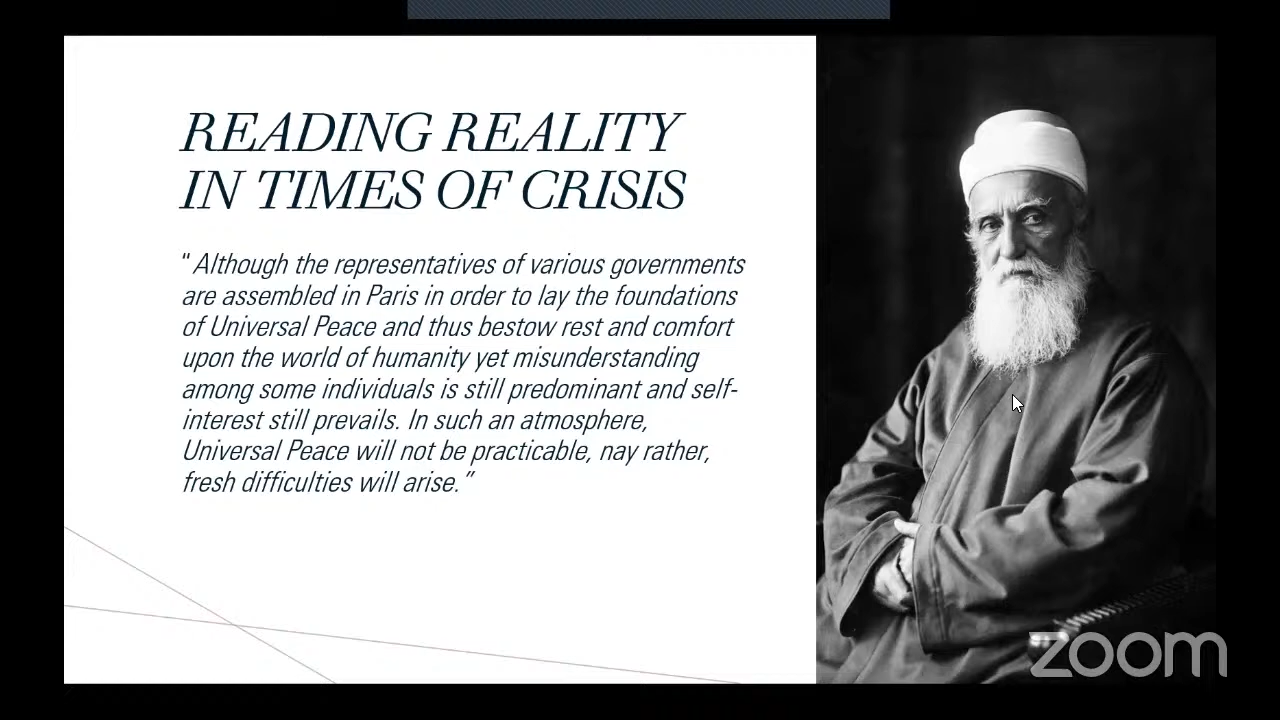 READING REALITY
IN TIMES OF CRISIS
“Although the representatives of various governments
are assembled in Paris in order to lay the foundations
of Universal Peace and thus bestow rest and comfort
upon the world of humanity yet misunderstanding
among some individuals is still predominant and self-
interest still prevails. In such an atmosphere,
Universal Peace will not be practicable, nay rather,
fresh difficulties will arise.”
zoom